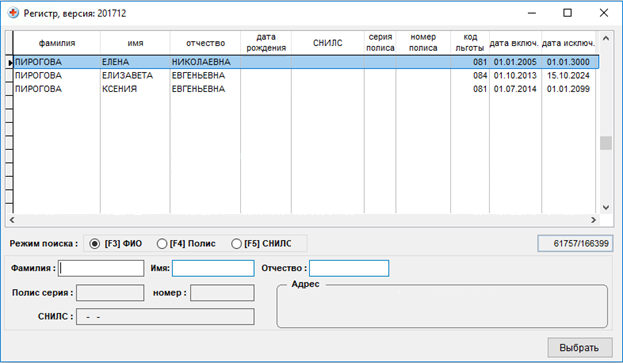 Регистр, версия: 201712
фамилия имя отчество дата рождения СНИЛС серия полиса номер полиса код льготы дата включ. дата исключ.
ПИРОГОВА ЕЛЕНА НИКОЛАЕВНА 081 01.01.2005 01.01.3000
ПИРОГОВА ЕЛИЗАВЕТА ЕВГЕНЬЕВНА 084 01.10.2013 15.10.2024
ПИРОГОВА КСЕНИЯ ЕВГЕНЬЕВНА 081 01.07.2014 01.01.2099
Режим поиска : [F3] ФИО [F4] Полис [F5] СНИЛС 61757/166399
Фамилия : Имя: Отчество :
Полис серия : номер : Адрес
СНИЛС : - -
Выбрать